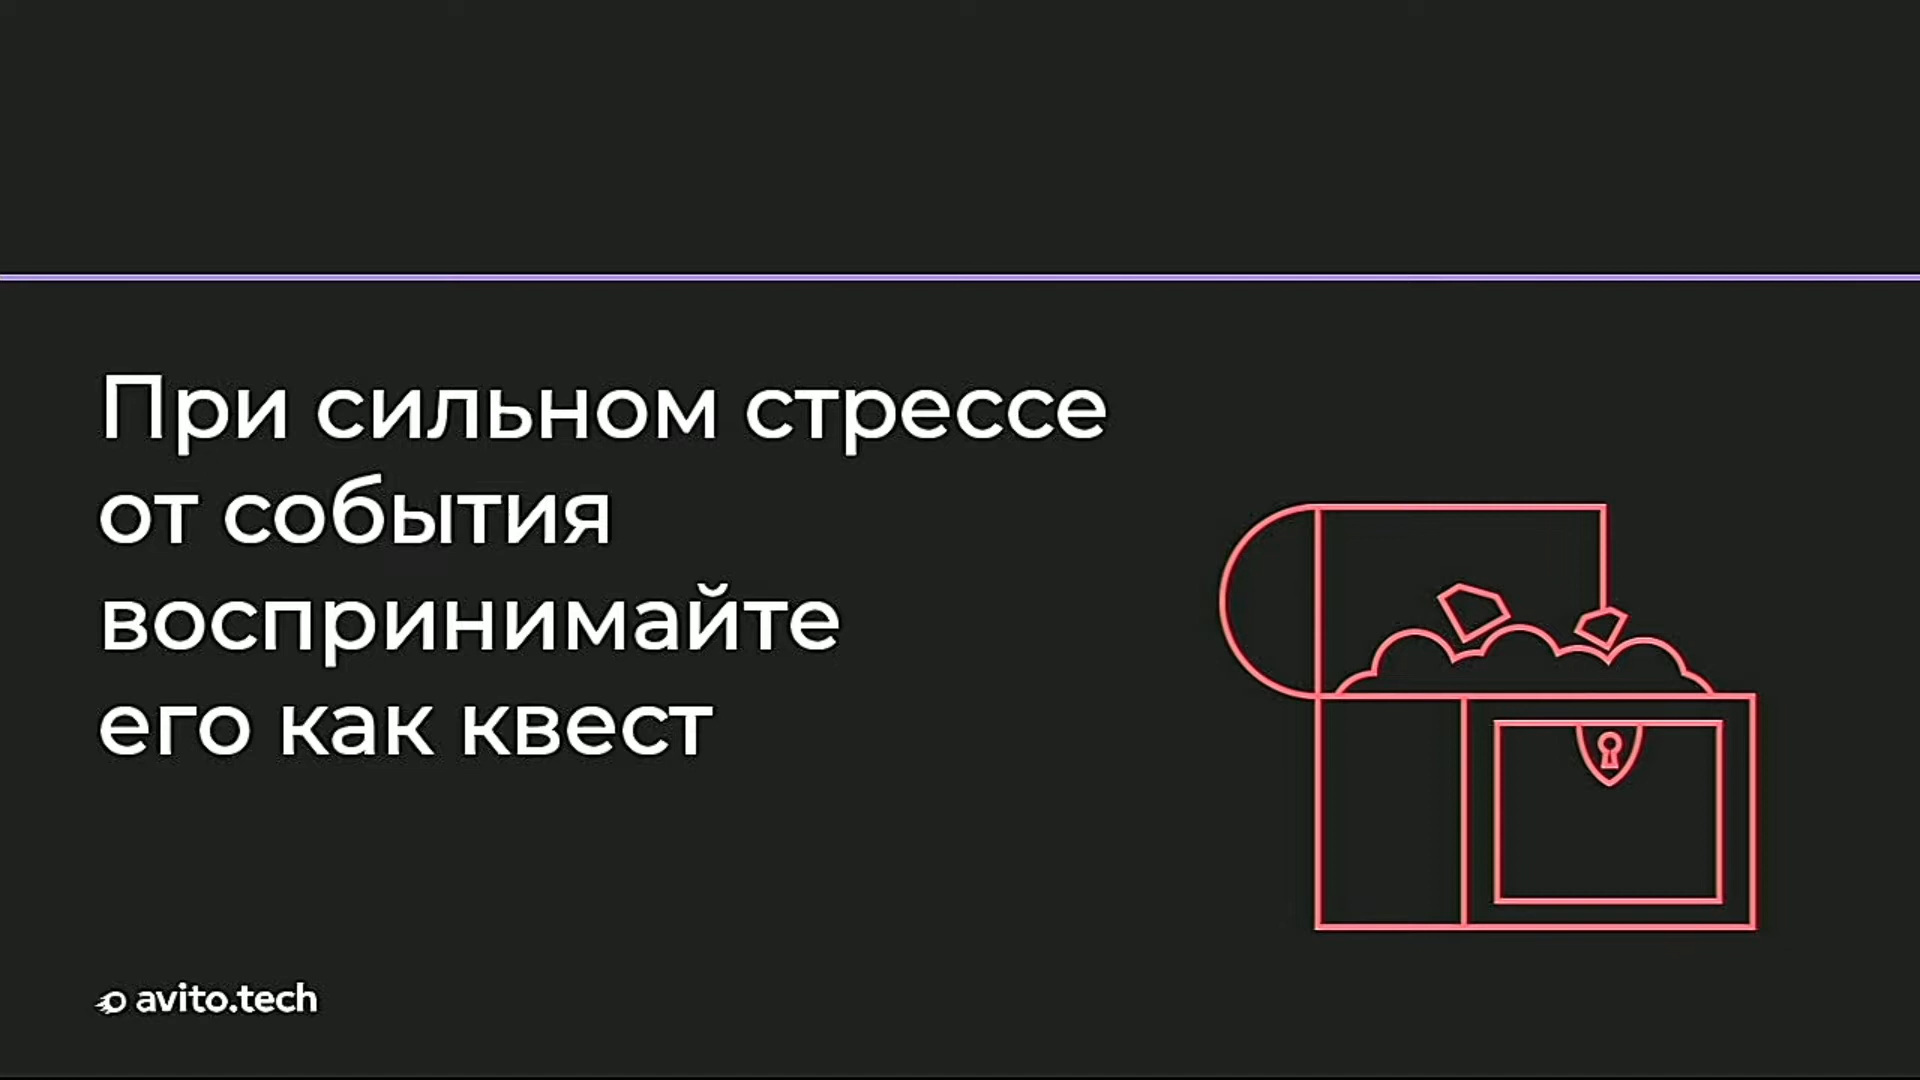 При сильном стрессе
от события
воспринимайте
его как квест
avito.tech